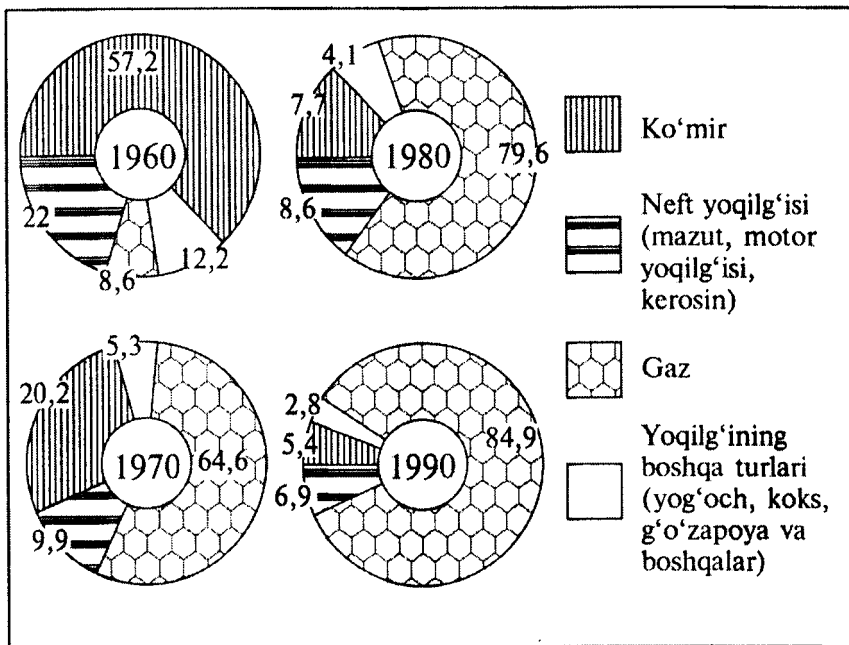 57,2
1960
22
8,6
12,2
4,1
7,7
1980
79,6
8,6
5,3
20,2
1970
64,6
9,9
2,8
5,4
1990
84,9
6,9
Ko‘mir
Neft yoqilg‘isi
(mazut, motor
yoqilg‘isi,
kerosin)
Gaz
Yoqilg‘ining
boshqa turlari
(yog‘och, koks,
g‘o‘zapoya va
boshqalar)